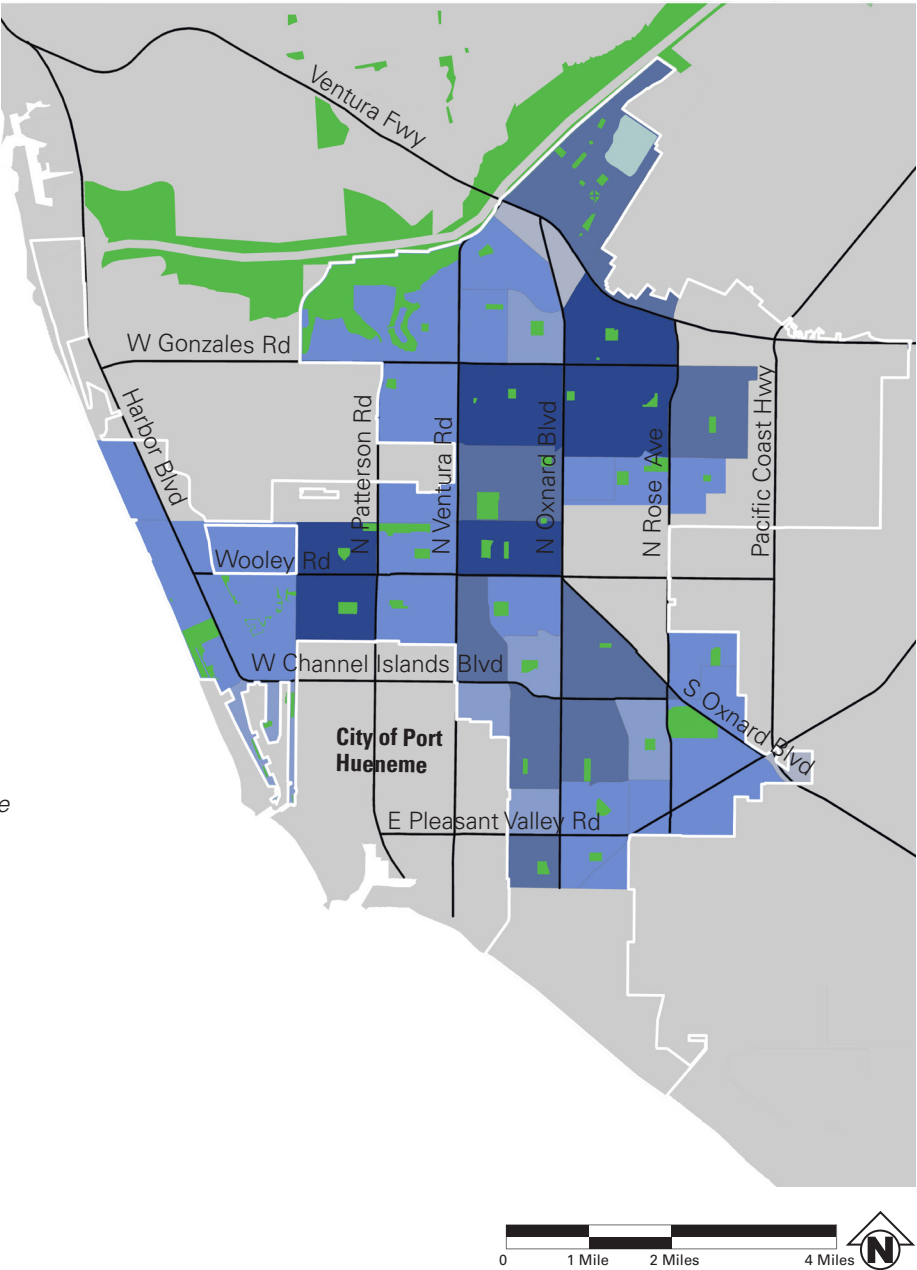 Ventura Fwy
W Gonzales Rd
Harbor Blvd
N Patterson Rd
N Ventura Rd
N Oxnard Blvd
N Rose Ave
Pacific Coast Hwy
Wooley Rd
W Channel Islands Blvd
S Oxnard Blvd
City of Port
Hueneme
e
E Pleasant Valley Rd
0 1 Mile 2 Miles 4 Miles
N